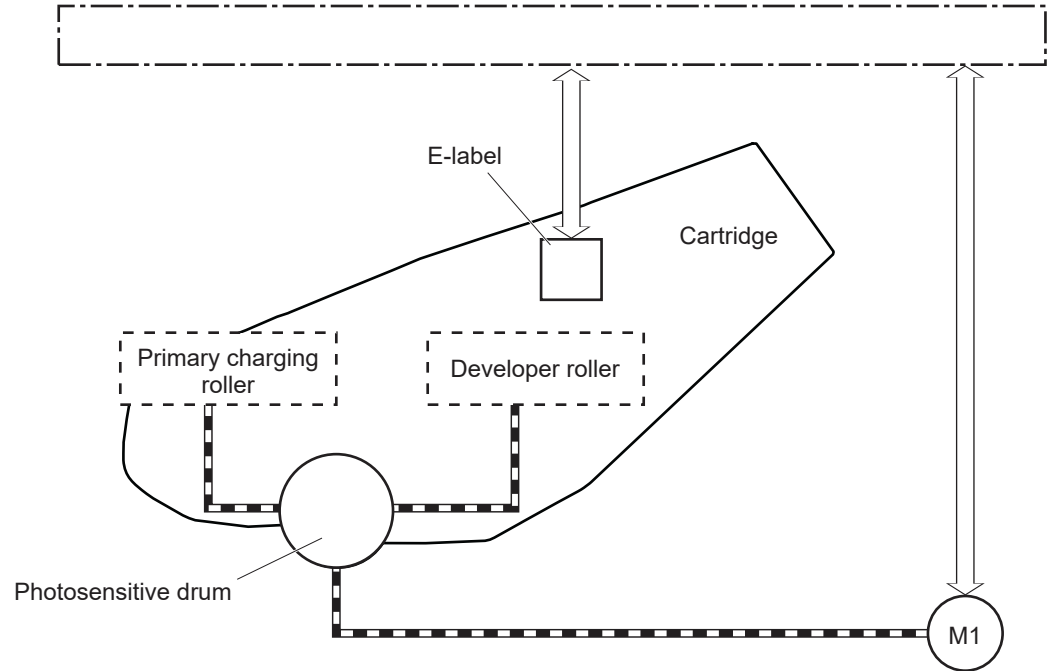 E-label
Cartridge
Primary charging
roller
Developer roller
Photosensitive drum
M1